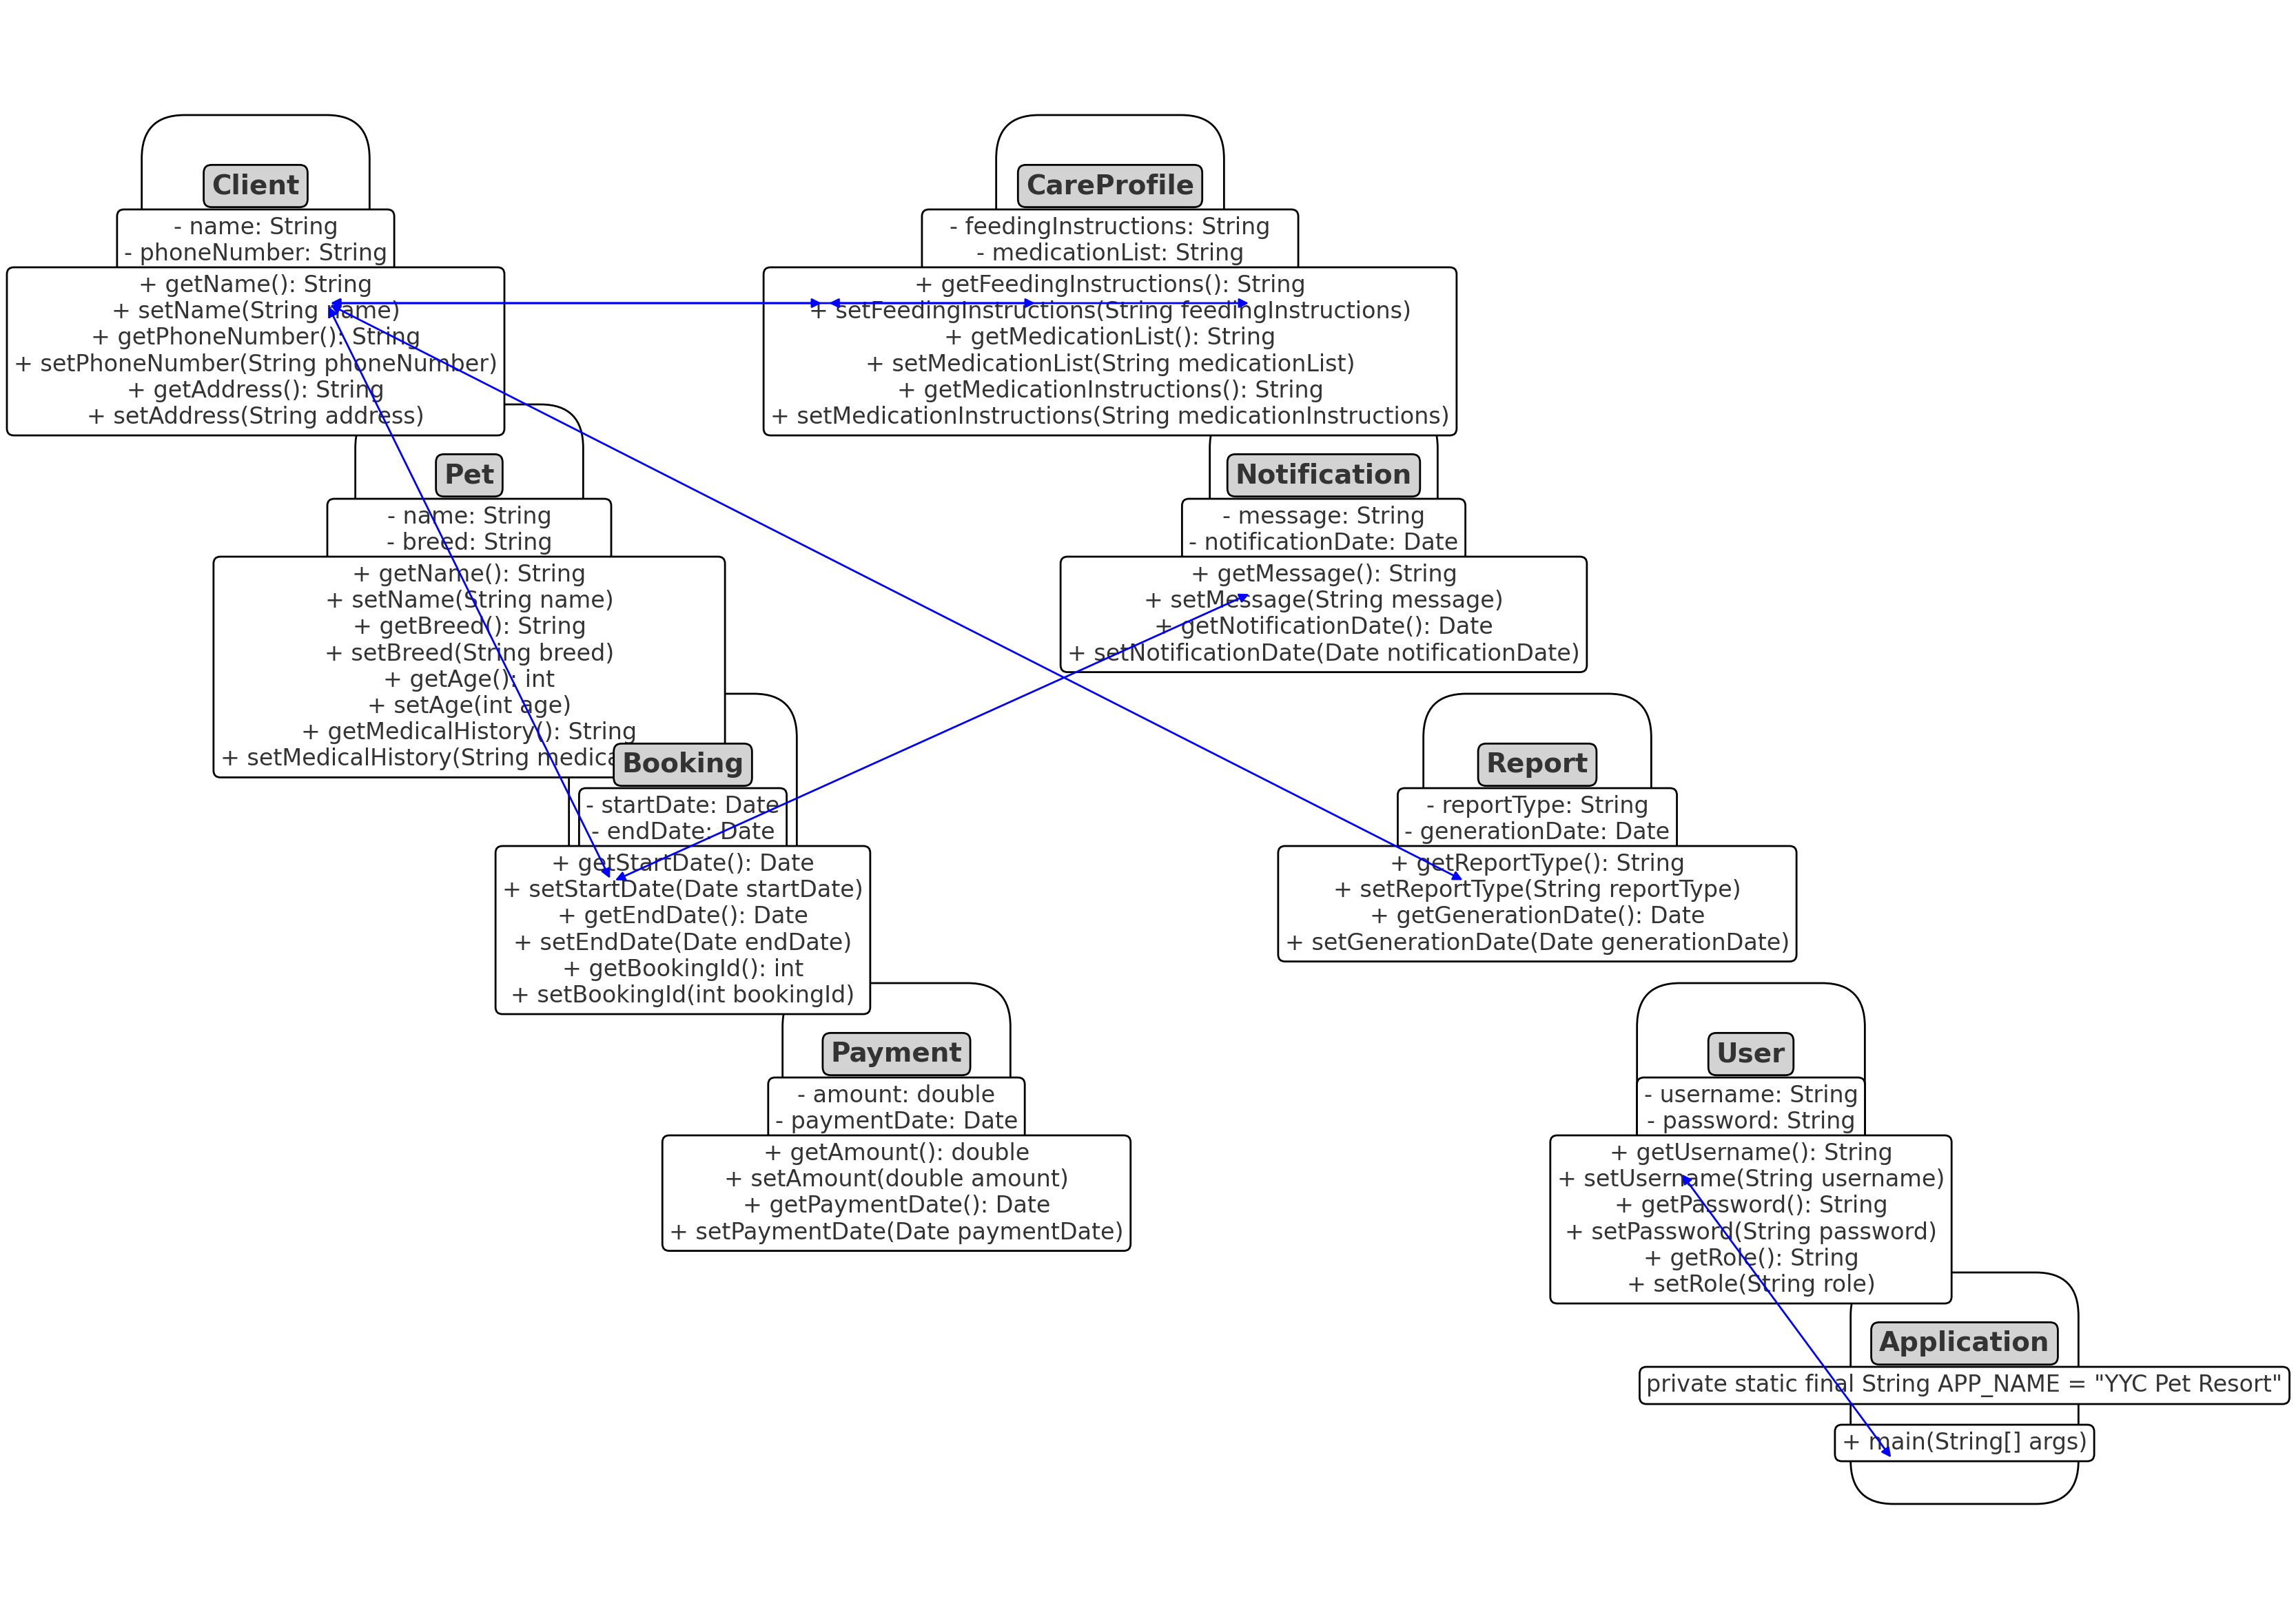 Client
- name: String
- phoneNumber: String
+ getName(): String
+ setName(String name)
+ getPhoneNumber(): String
+ setPhoneNumber(String phoneNumber)
+ getAddress(): String
+ setAddress(String address)
CareProfile
- feedingInstructions: String
- medicationList: String
+ getFeedingInstructions(): String
+ setFeedingInstructions(String feedingInstructions)
+ getMedicationList(): String
+ setMedicationList(String medicationList)
+ getMedicationInstructions(): String
+ setMedicationInstructions(String medicationInstructions)
Pet
- name: String
- breed: String
+ getName(): String
+ setName(String name)
+ getBreed(): String
+ setBreed(String breed)
+ getAge(): int
+ setAge(int age)
+ getMedicalHistory(): String
+ setMedicalHistory(String
Notification
- message: String
- notificationDate: Date
+ getMessage(): String
+ setMessage(String message)
+ getNotificationDate(): Date
+ setNotificationDate(Date notificationDate)
Booking
- startDate: Date
- endDate: Date
+ getStartDate(): Date
+ setStartDate(Date startDate)
+ getEndDate(): Date
+ setEndDate(Date endDate)
+ getBookingId(): int
+ setBookingId(int bookingId)
Report
- reportType: String
- generationDate: Date
+ getReportType(): String
+ setReportType(String reportType)
+ getGenerationDate(): Date
+ setGenerationDate(Date generationDate)
Payment
- amount: double
- paymentDate: Date
+ getAmount(): double
+ setAmount(double amount)
+ getPaymentDate(): Date
+ setPaymentDate(Date paymentDate)
User
- username: String
- password: String
+ getUsername(): String
+ setUsername(String username)
+ getPassword(): String
+ setPassword(String password)
+ getRole(): String
+ setRole(String role)
Application
private static final String APP_NAME = "YYC Pet Resort"
+ main(String[] args)